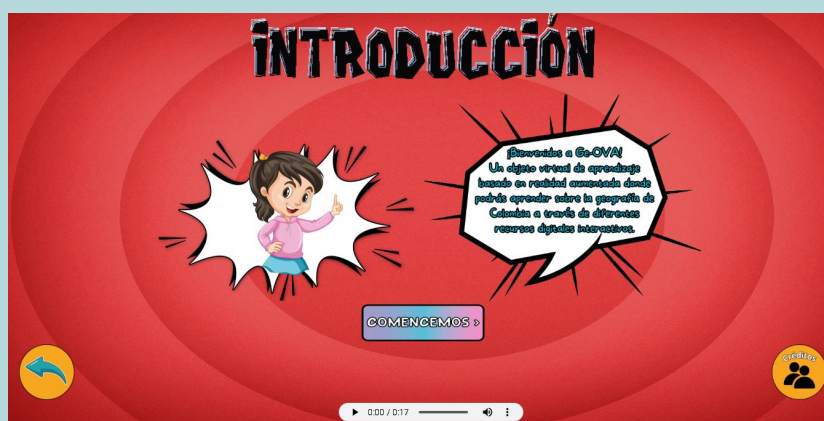 INTRODUCCIÓN
¡Bienvenidos a Ge-OVA!
Un objeto virtual de aprendizaje
basado en realidad aumentada donde
podrás aprender sobre la geografía de
Colombia a través de diferentes
recursos digitales interactivos.
COMENCEMOS >
Créditos
0:00 / 0:17